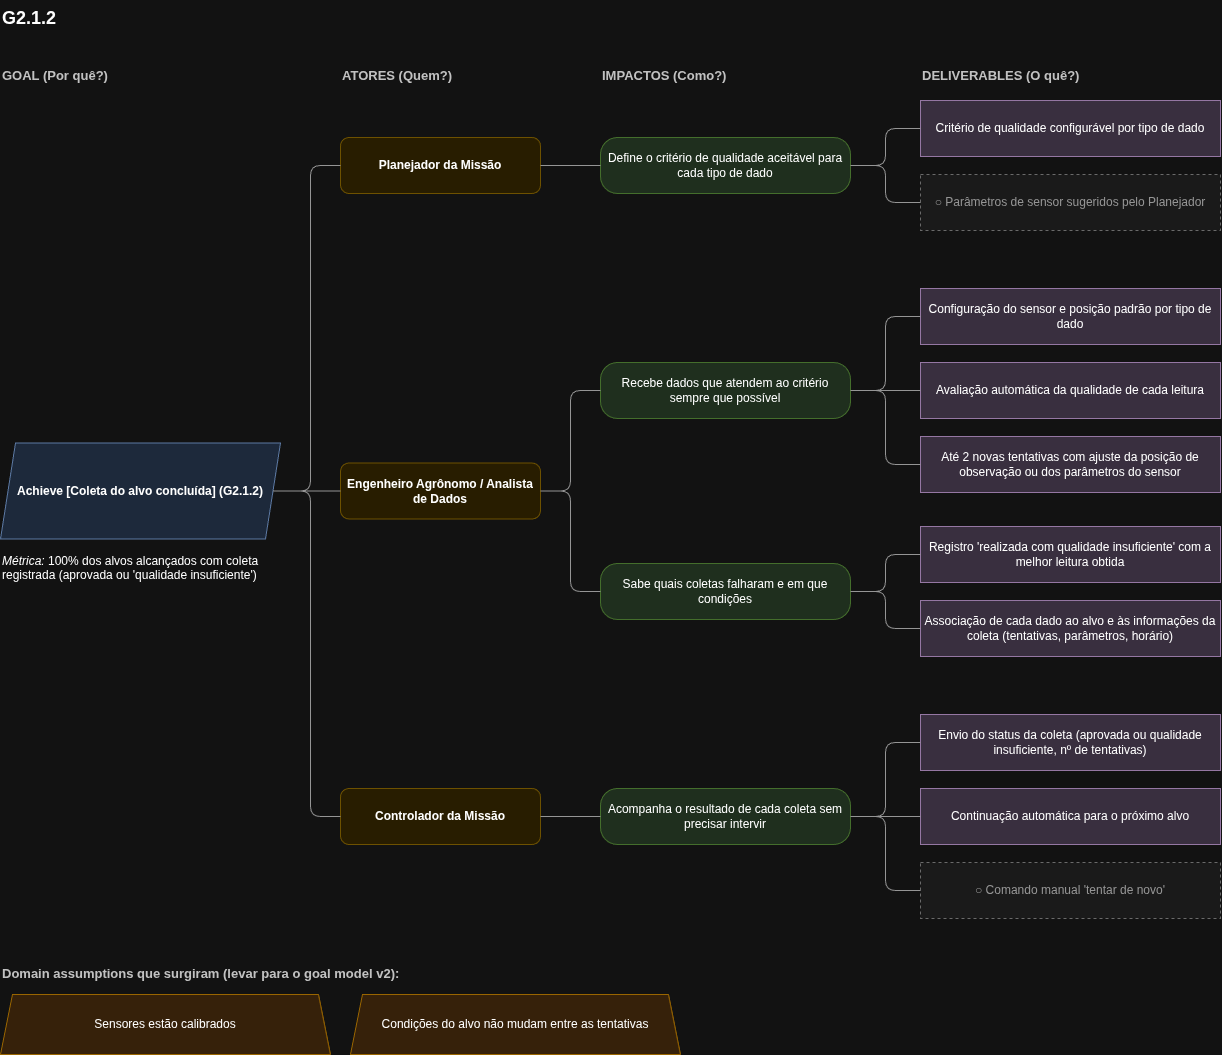 G2.1.2
GOAL (Por quê?)
ATORES (Quem?)
IMPACTOS (Como?)
DELIVERABLES (O quê?)
Planejador da Missão
Define o critério de qualidade aceitável para
cada tipo de dado
Critério de qualidade configurável por tipo de dado
○ Parâmetros de sensor sugeridos pelo Planejador
Achieve [Coleta do alvo concluída] (G2.1.2)
Métrica: 100% dos alvos alcançados com coleta
registrada (aprovada ou 'qualidade insuficiente')
Engenheiro Agrônomo / Analista
de Dados
Recebe dados que atendem ao critério
sempre que possível
Configuração do sensor e posição padrão por tipo de
dado
Avaliação automática da qualidade de cada leitura
Até 2 novas tentativas com ajuste da posição de
observação ou dos parâmetros do sensor
Sabe quais coletas falharam e em que
condições
Registro 'realizada com qualidade insuficiente' com a
melhor leitura obtida
Associação de cada dado ao alvo e às informações da
coleta (tentativas, parâmetros, horário)
Controlador da Missão
Acompanha o resultado de cada coleta sem
precisar intervir
Envio do status da coleta (aprovada ou qualidade
insuficiente, nº de tentativas)
Continuação automática para o próximo alvo
○ Comando manual 'tentar de novo'
Domain assumptions que surgiram (levar para o goal model v2):
Sensores estão calibrados
Condições do alvo não mudam entre as tentativas